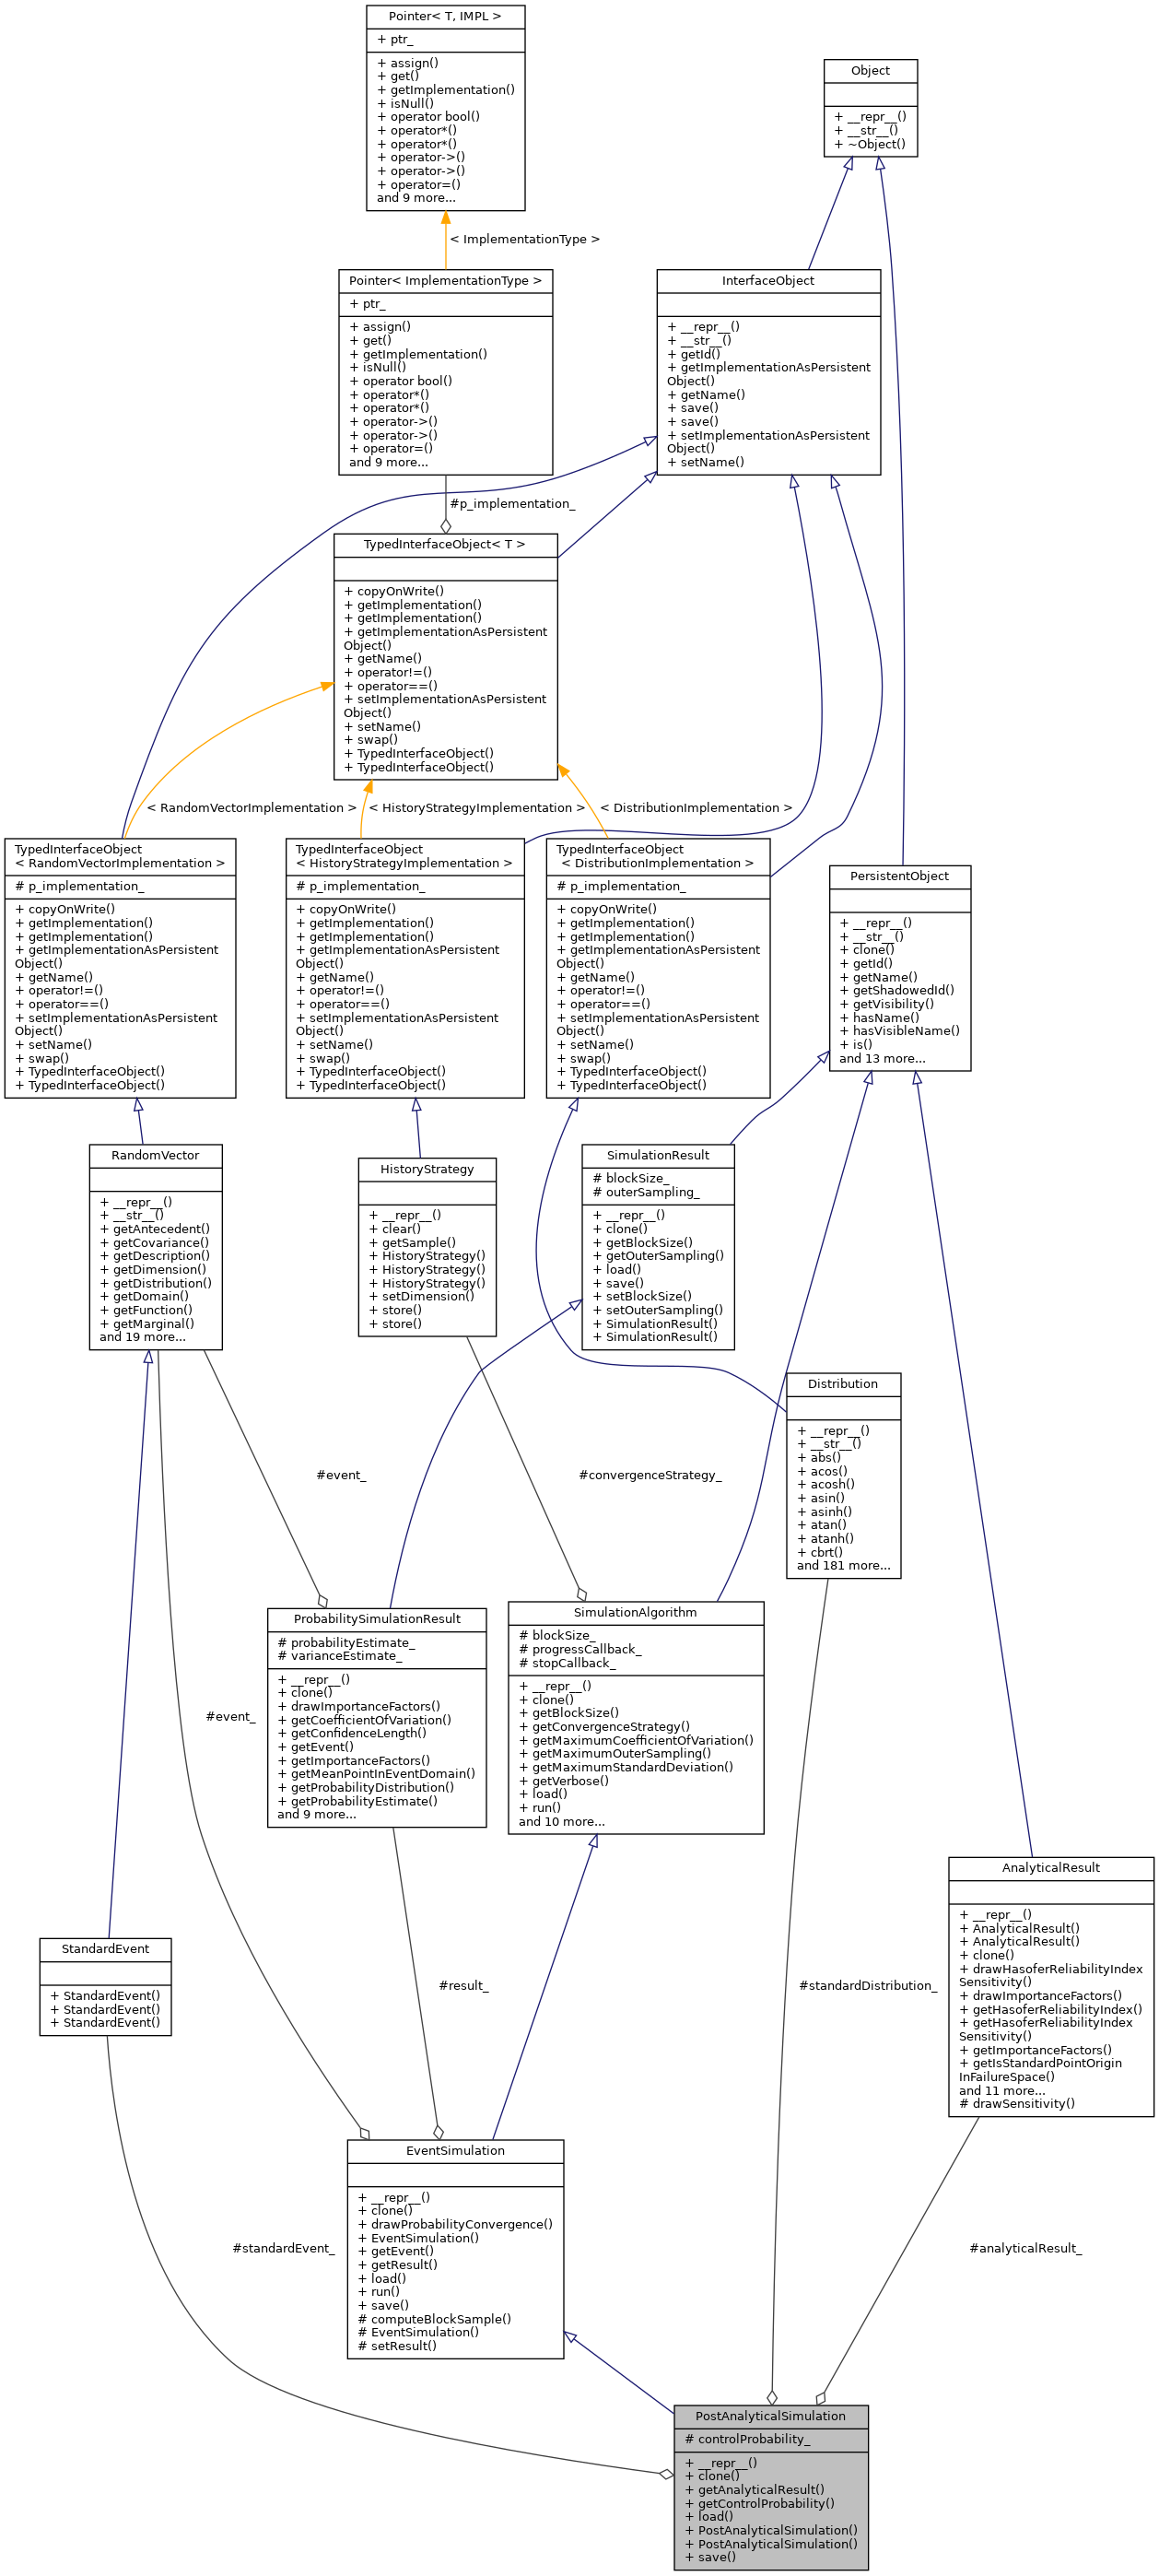 Pointer< T, IMPL >
+ ptr_
+ assign()
+ get()
+ getImplementation()
+ isNull()
+ operator bool()
+ operator*()
+ operator*()
+ operator->()
+ operator->()
+ operator=()
and 9 more...
Object
+ __repr__()
+ __str__()
+ ~Object()
< ImplementationType >
Pointer< ImplementationType >
+ ptr_
+ assign()
+ get()
+ getImplementation()
+ isNull()
+ operator bool()
+ operator*()
+ operator*()
+ operator->()
+ operator->()
+ operator=()
and 9 more...
InterfaceObject
+ __repr__()
+ __str__()
+ getId()
+ getImplementationAsPersistent
Object()
+ getName()
+ save()
+ save()
+ setImplementationAsPersistent
Object()
+ setName()
#p_implementation_
TypedInterfaceObject< T >
+ copyOnWrite()
+ getImplementation()
+ getImplementation()
+ getImplementationAsPersistent
Object()
+ getName()
+ operator!=()
+ operator==()
+ setImplementationAsPersistent
Object()
+ setName()
+ swap()
+ TypedInterfaceObject()
+ TypedInterfaceObject()
< RandomVectorImplementation >
< HistoryStrategyImplementation >
< DistributionImplementation >
TypedInterfaceObject
< RandomVectorImplementation >
# p_implementation_
+ copyOnWrite()
+ getImplementation()
+ getImplementation()
+ getImplementationAsPersistent
Object()
+ getName()
+ operator!=()
+ operator==()
+ setImplementationAsPersistent
Object()
+ setName()
+ swap()
+ TypedInterfaceObject()
+ TypedInterfaceObject()
TypedInterfaceObject
< HistoryStrategyImplementation >
# p_implementation_
+ copyOnWrite()
+ getImplementation()
+ getImplementation()
+ getImplementationAsPersistent
Object()
+ getName()
+ operator!=()
+ operator==()
+ setImplementationAsPersistent
Object()
+ setName()
+ swap()
+ TypedInterfaceObject()
+ TypedInterfaceObject()
TypedInterfaceObject
< DistributionImplementation >
# p_implementation_
+ copyOnWrite()
+ getImplementation()
+ getImplementation()
+ getImplementationAsPersistent
Object()
+ getName()
+ operator!=()
+ operator==()
+ setImplementationAsPersistent
Object()
+ setName()
+ swap()
+ TypedInterfaceObject()
+ TypedInterfaceObject()
PersistentObject
+ __repr__()
+ __str__()
+ clone()
+ getId()
+ getName()
+ getShadowedId()
+ getVisibility()
+ hasName()
+ hasVisibleName()
+ is()
and 13 more...
RandomVector
+ __repr__()
+ __str__()
+ getAntecedent()
+ getCovariance()
+ getDescription()
+ getDimension()
+ getDistribution()
+ getDomain()
+ getFunction()
+ getMarginal()
and 19 more...
HistoryStrategy
+ __repr__()
+ clear()
+ getSample()
+ HistoryStrategy()
+ HistoryStrategy()
+ HistoryStrategy()
+ setDimension()
+ store()
+ store()
SimulationResult
# blockSize_
# outerSampling_
+ __repr__()
+ clone()
+ getBlockSize()
+ getOuterSampling()
+ load()
+ save()
+ setBlockSize()
+ setOuterSampling()
+ SimulationResult()
+ SimulationResult()
Distribution
+ __repr__()
+ __str__()
+ abs()
+ acos()
+ acosh()
+ asin()
+ asinh()
+ atan()
+ atanh()
+ cbrt()
and 181 more...
#event_
#convergenceStrategy_
ProbabilitySimulationResult
# probabilityEstimate_
# varianceEstimate_
+ __repr__()
+ clone()
+ drawImportanceFactors()
+ getCoefficientOfVariation()
+ getConfidenceLength()
+ getEvent()
+ getImportanceFactors()
+ getMeanPointInEventDomain()
+ getProbabilityDistribution()
+ getProbabilityEstimate()
and 9 more...
SimulationAlgorithm
# blockSize_
# progressCallback_
# stopCallback_
+ __repr__()
+ clone()
+ getBlockSize()
+ getConvergenceStrategy()
+ getMaximumCoefficientOfVariation()
+ getMaximumOuterSampling()
+ getMaximumStandardDeviation()
+ getVerbose()
+ load()
+ run()
and 10 more...
#event_
AnalyticalResult
+ __repr__()
+ AnalyticalResult()
+ AnalyticalResult()
+ clone()
+ drawHasoferReliabilityIndex
Sensitivity()
+ drawImportanceFactors()
+ getHasoferReliabilityIndex()
+ getHasoferReliabilityIndex
Sensitivity()
+ getImportanceFactors()
+ getIsStandardPointOrigin
InFailureSpace()
and 11 more...
# drawSensitivity()
StandardEvent
+ StandardEvent()
+ StandardEvent()
+ StandardEvent()
#result_
#standardDistribution_
EventSimulation
+ __repr__()
+ clone()
+ drawProbabilityConvergence()
+ EventSimulation()
+ getEvent()
+ getResult()
+ load()
+ run()
+ save()
# computeBlockSample()
# EventSimulation()
# setResult()
#standardEvent_
#analyticalResult_
PostAnalyticalSimulation
# controlProbability_
+ __repr__()
+ clone()
+ getAnalyticalResult()
+ getControlProbability()
+ load()
+ PostAnalyticalSimulation()
+ PostAnalyticalSimulation()
+ save()